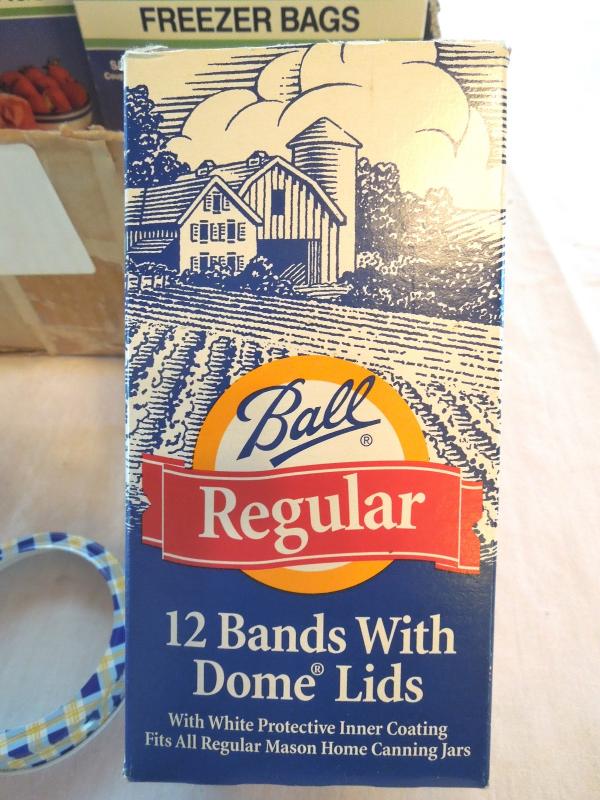 FREEZER BAGS
Ball®
Regular
12 Bands With
Dome® Lids
With White Protective Inner Coating
Fits All Regular Mason Home Canning Jars